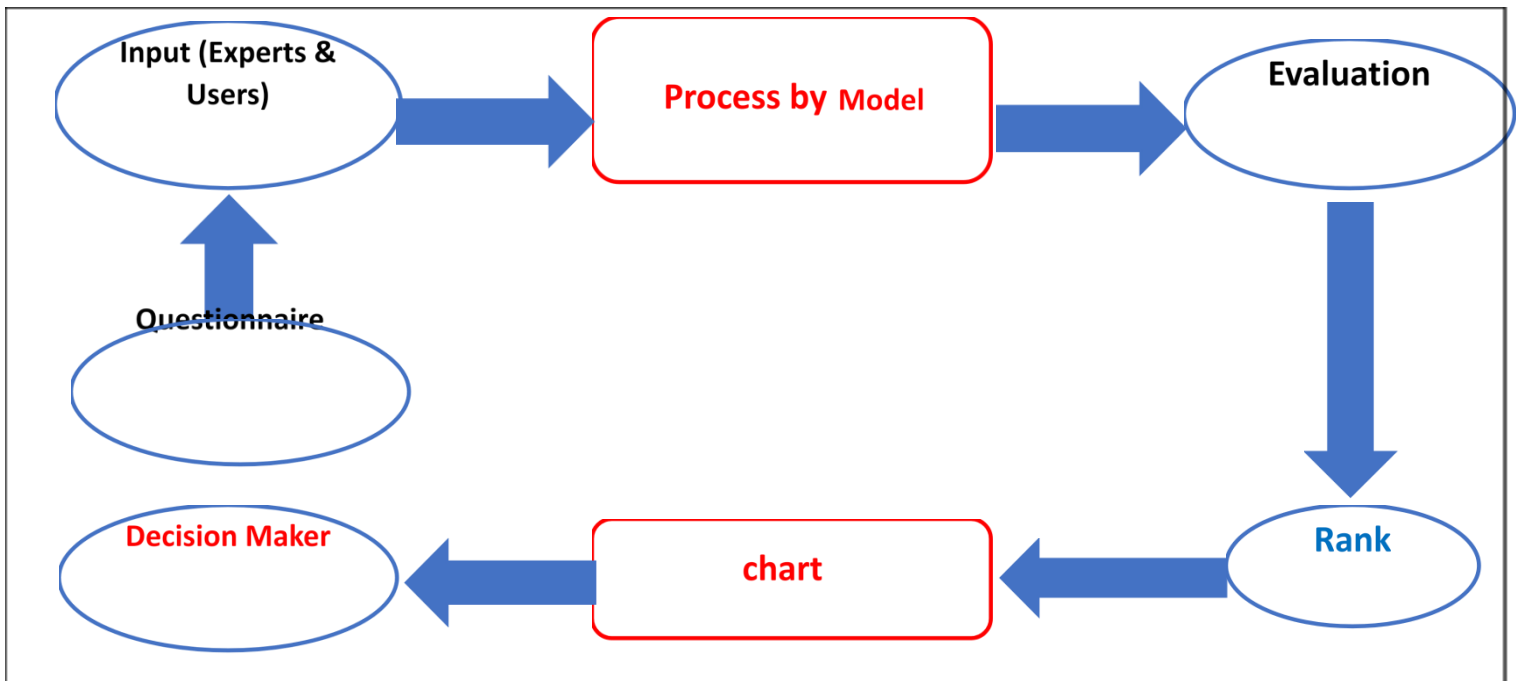 Input (Experts &
Users)
Process by Model
Evaluation
Questionnaire
Decision Maker
chart
Rank